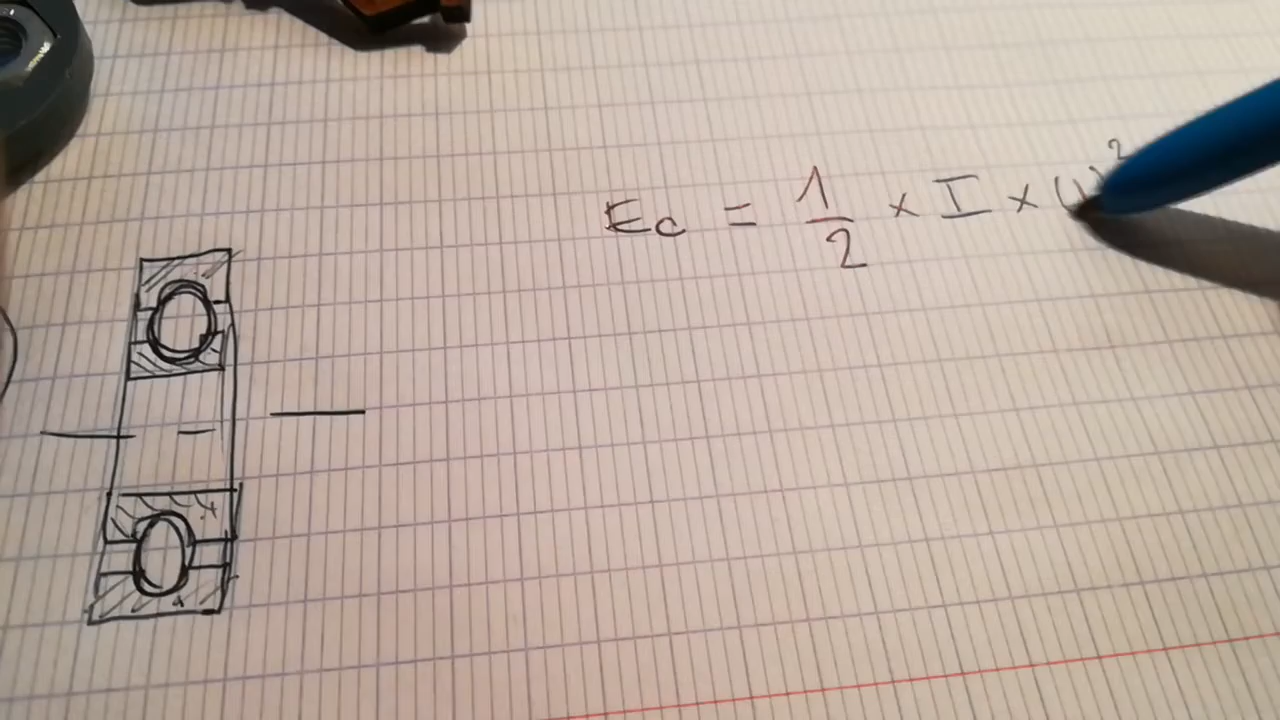 Ec = 1/2 × I × ω²